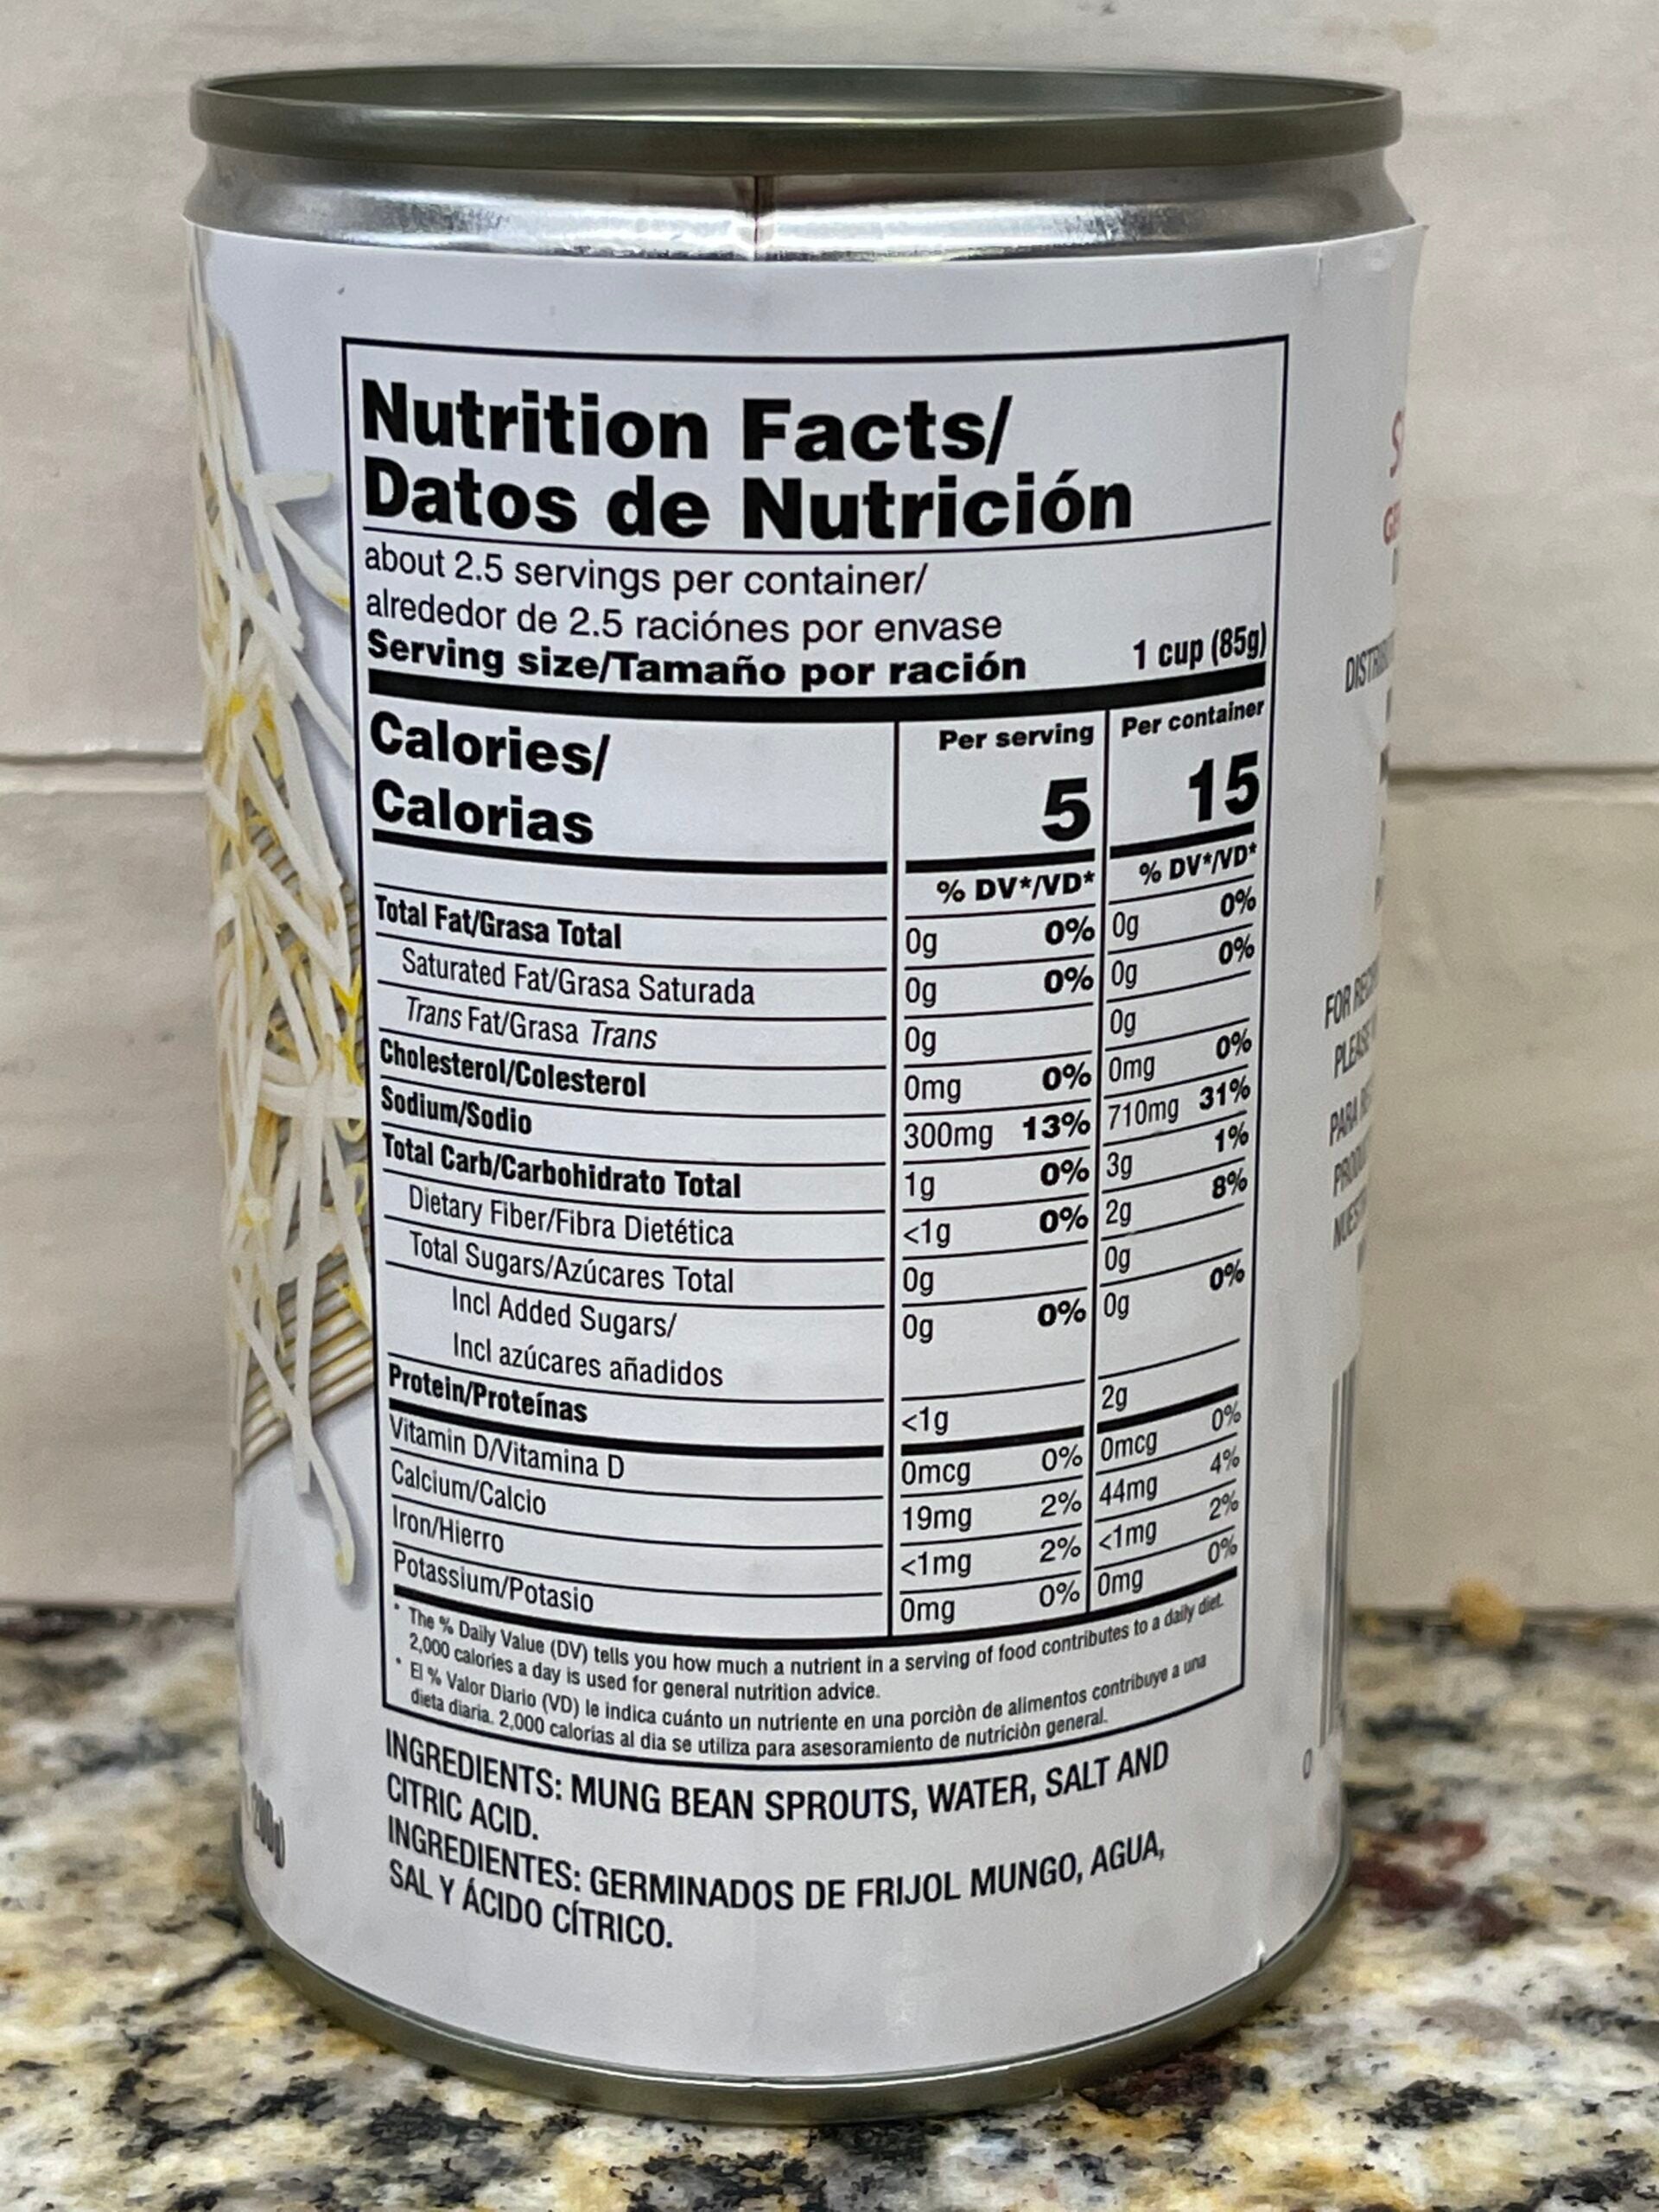 Nutrition Facts/
Datos de Nutrición
about 2.5 servings per container/
alrededor de 2.5 raciónes por envase
Serving size/Tamaño por ración 1 cup (85g)
Calories/
Calorias
Per serving Per container
5 15
% DV*/VD* % DV*/VD*
Total Fat/Grasa Total 0g 0% 0g 0%
Saturated Fat/Grasa Saturada 0g 0% 0g 0%
Trans Fat/Grasa Trans 0g 0g
Cholesterol/Colesterol 0mg 0% 0mg 0%
Sodium/Sodio 300mg 13% 710mg 31%
Total Carb/Carbohidrato Total 1g 0% 3g 1%
Dietary Fiber/Fibra Dietética <1g 0% 2g 8%
Total Sugars/Azúcares Total 0g 0g
Incl Added Sugars/ 0g 0% 0g 0%
Incl azúcares añadidos
Protein/Proteínas <1g 2g
Vitamin D/Vitamina D 0mcg 0% 0mcg 0%
Calcium/Calcio 19mg 2% 44mg 4%
Iron/Hierro <1mg 2% <1mg 2%
Potassium/Potasio 0mg 0% 0mg 0%
* The % Daily Value (DV) tells you how much a nutrient in a serving of food contributes to a daily diet.
2,000 calories a day is used for general nutrition advice.
* El % Valor Diario (VD) le indica cuánto un nutriente en una porciòn de alimentos contribuye a una
dieta diaria. 2,000 calorias al dia se utiliza para asesoramiento de nutriciòn general.
INGREDIENTS: MUNG BEAN SPROUTS, WATER, SALT AND
CITRIC ACID.
INGREDIENTES: GERMINADOS DE FRIJOL MUNGO, AGUA,
SAL Y ÁCIDO CÍTRICO.
FOR
PARA
0